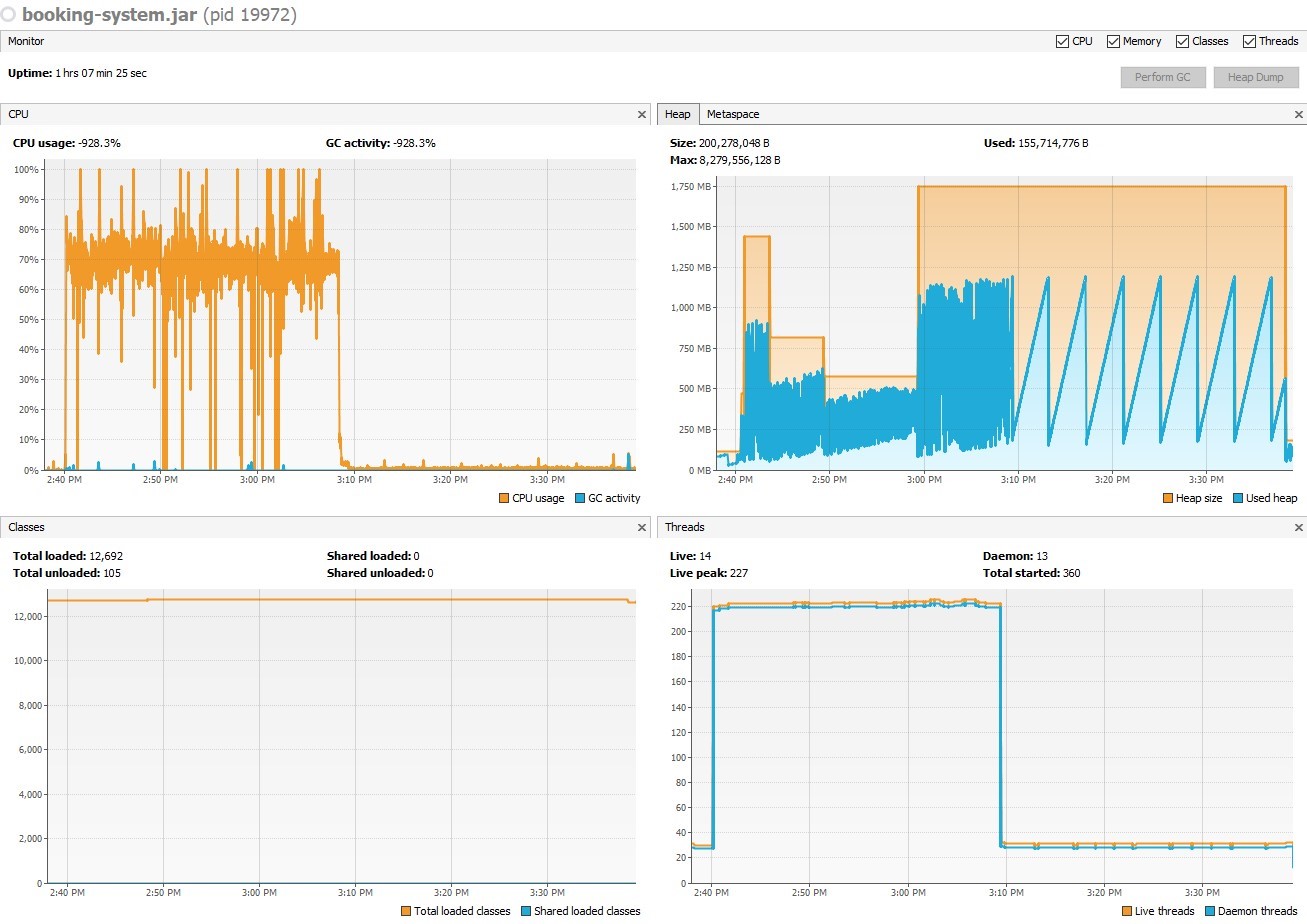 booking-system.jar (pid 19972)
Monitor
CPU Memory Classes Threads
Uptime: 1 hrs 07 min 25 sec
Perform GC Heap Dump
CPU
CPU usage: -928.3% GC activity: -928.3%
100%
90%
80%
70%
60%
50%
40%
30%
20%
10%
0%
2:40 PM 2:50 PM 3:00 PM 3:10 PM 3:20 PM 3:30 PM
CPU usage GC activity
Heap Metaspace
Size: 200,278,048 B Used: 155,714,776 B
Max: 8,279,556,128 B
1,750 MB
1,500 MB
1,250 MB
1,000 MB
750 MB
500 MB
250 MB
0 MB
2:40 PM 2:50 PM 3:00 PM 3:10 PM 3:20 PM 3:30 PM
Heap size Used heap
Classes
Total loaded: 12,692 Shared loaded: 0
Total unloaded: 105 Shared unloaded: 0
12,000
10,000
8,000
6,000
4,000
2,000
0
2:40 PM 2:50 PM 3:00 PM 3:10 PM 3:20 PM 3:30 PM
Total loaded classes Shared loaded classes
Threads
Live: 14 Daemon: 13
Live peak: 227 Total started: 360
220
200
180
160
140
120
100
80
60
40
20
0
2:40 PM 2:50 PM 3:00 PM 3:10 PM 3:20 PM 3:30 PM
Live threads Daemon threads